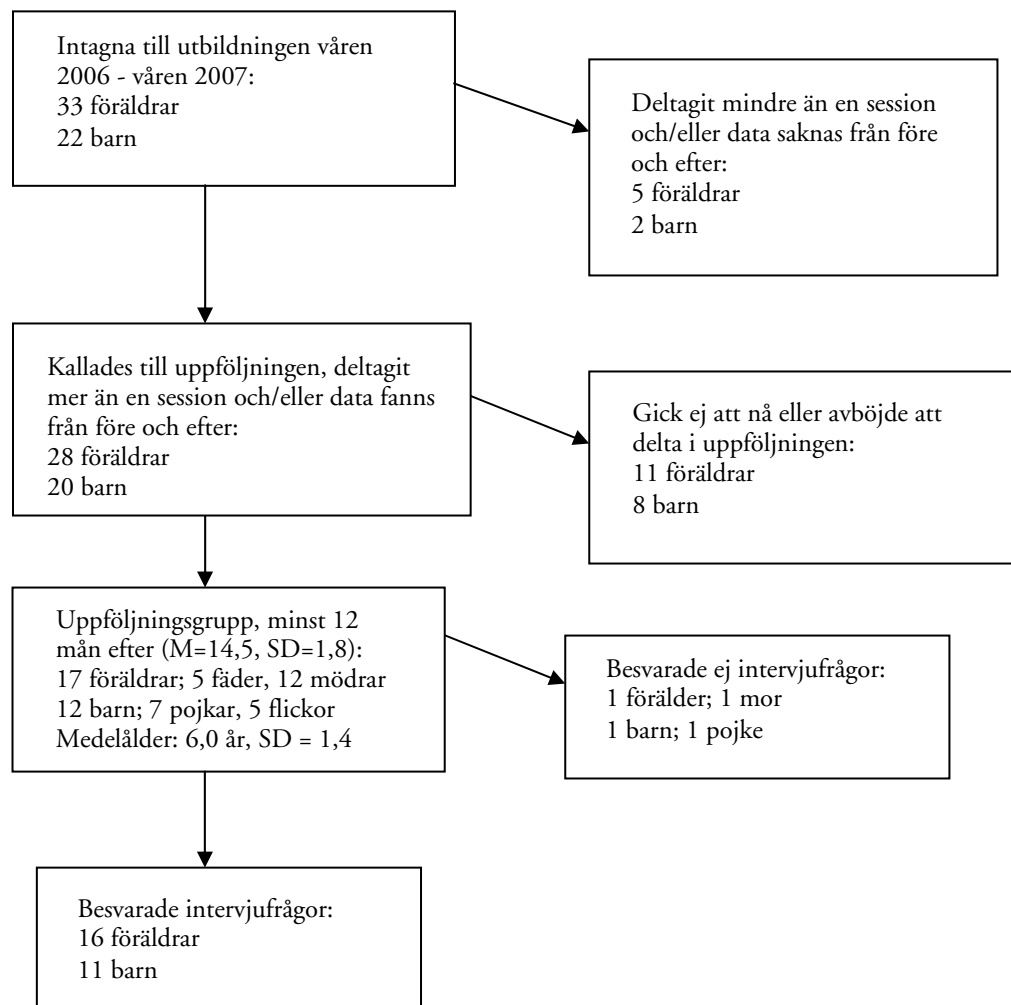 Intagna till utbildningen våren
2006 - våren 2007:
33 föräldrar
22 barn
Deltagit mindre än en session
och/eller data saknas från före
och efter:
5 föräldrar
2 barn
Kallades till uppföljningen, deltagit
mer än en session och/eller data fanns
från före och efter:
28 föräldrar
20 barn
Gick ej att nå eller avböjde att
delta i uppföljningen:
11 föräldrar
8 barn
Uppföljningsgrupp, minst 12
mån efter (M=14,5, SD=1,8):
17 föräldrar; 5 fäder, 12 mödrar
12 barn; 7 pojkar, 5 flickor
Medelålder: 6,0 år, SD = 1,4
Besvarade ej intervjufrågor:
1 förälder; 1 mor
1 barn; 1 pojke
Besvarade intervjufrågor:
16 föräldrar
11 barn